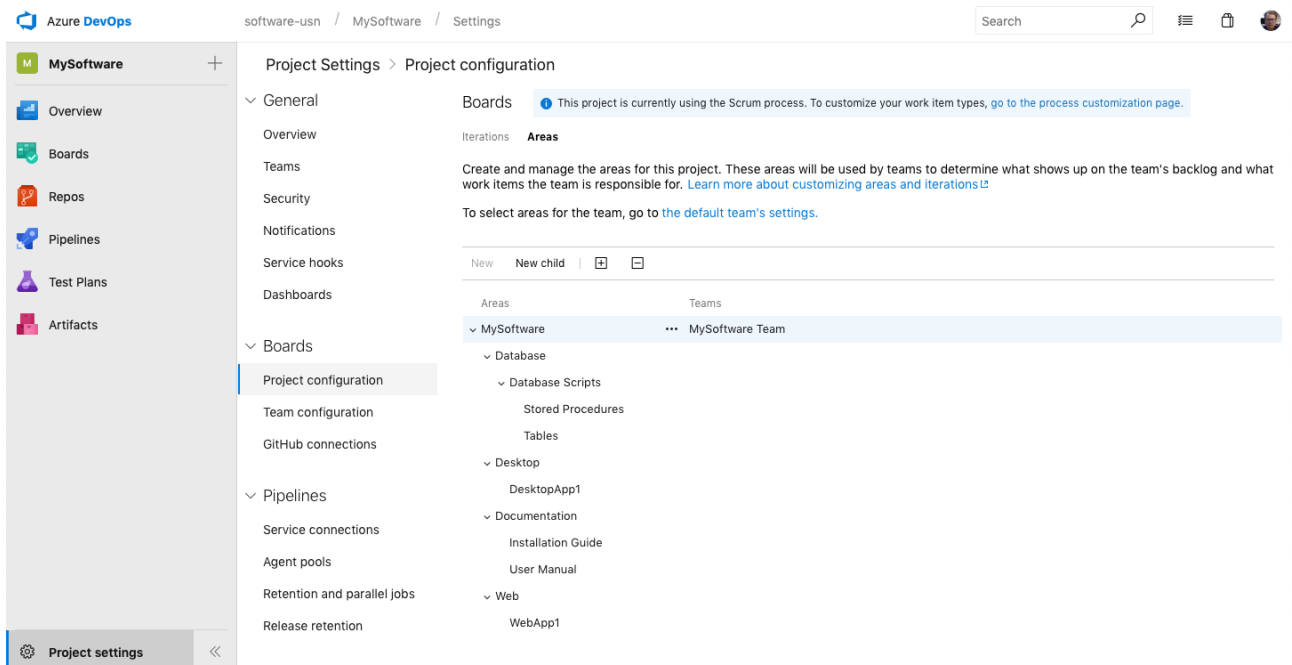 Azure DevOps
software-usn / MySoftware / Settings
Search
M MySoftware
Overview
Boards
Repos
Pipelines
Test Plans
Artifacts
Project settings
Project Settings > Project configuration
General
Overview
Teams
Security
Notifications
Service hooks
Dashboards
Boards
Project configuration
Team configuration
GitHub connections
Pipelines
Service connections
Agent pools
Retention and parallel jobs
Release retention
Boards
This project is currently using the Scrum process. To customize your work item types, go to the process customization page.
Iterations Areas
Create and manage the areas for this project. These areas will be used by teams to determine what shows up on the team's backlog and what
work items the team is responsible for. Learn more about customizing areas and iterations
To select areas for the team, go to the default team's settings.
New New child
Areas Teams
MySoftware ••• MySoftware Team
Database
Database Scripts
Stored Procedures
Tables
Desktop
DesktopApp1
Documentation
Installation Guide
User Manual
Web
WebApp1